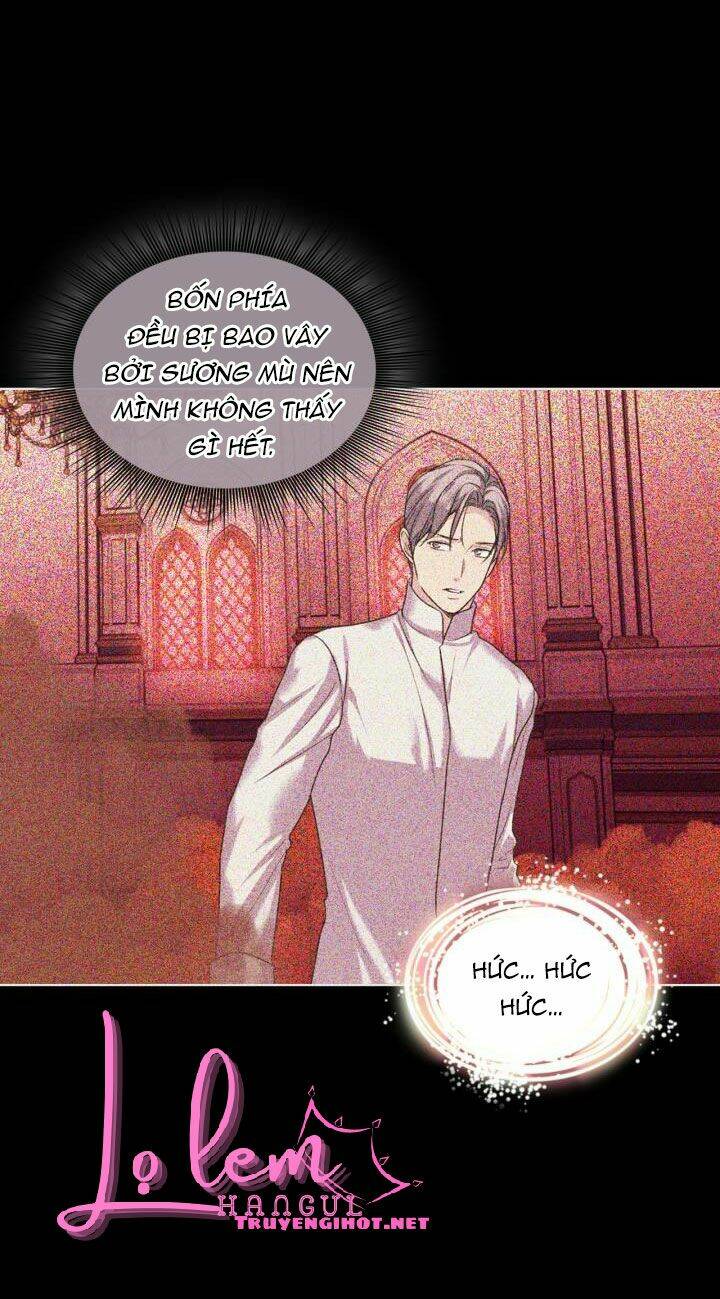 BỐN PHÍA
ĐỀU BỊ BAO VÂY
BỞI SƯƠNG MÙ NÊN
MÌNH KHÔNG THẤY
GÌ HẾT.
HỨC... HỨC
HỨC...
Lọ lem
HANGUL
TRUYENGIHOT.NET